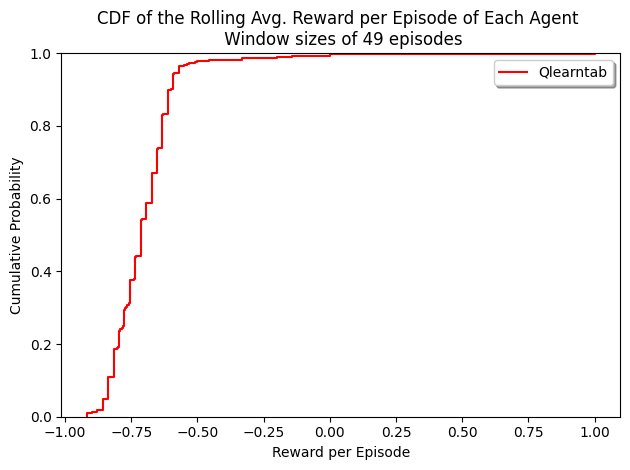 CDF of the Rolling Avg. Reward per Episode of Each Agent
Window sizes of 49 episodes
Qlearntab
1.0
0.8
0.6
0.4
0.2
0.0
Cumulative Probability
−1.00 −0.75 −0.50 −0.25 0.00 0.25 0.50 0.75 1.00
Reward per Episode